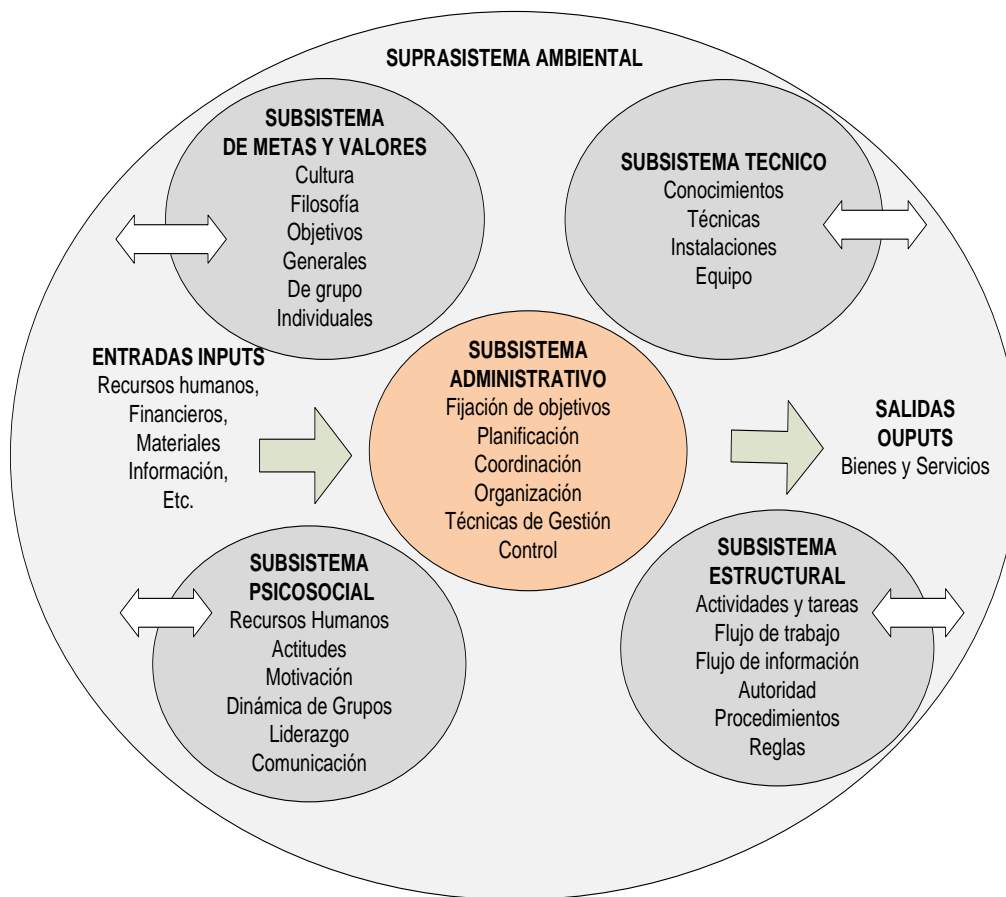 SUPRASISTEMA AMBIENTAL
SUBSISTEMA
DE METAS Y VALORES
Cultura
Filosofía
Objetivos
Generales
De grupo
Individuales
SUBSISTEMA TECNICO
Conocimientos
Técnicas
Instalaciones
Equipo
ENTRADAS INPUTS
Recursos humanos,
Financieros,
Materiales
Información,
Etc.
SUBSISTEMA
ADMINISTRATIVO
Fijación de objetivos
Planificación
Coordinación
Organización
Técnicas de Gestión
Control
SALIDAS
OUPUTS
Bienes y Servicios
SUBSISTEMA
PSICOSOCIAL
Recursos Humanos
Actitudes
Motivación
Dinámica de Grupos
Liderazgo
Comunicación
SUBSISTEMA
ESTRUCTURAL
Actividades y tareas
Flujo de trabajo
Flujo de información
Autoridad
Procedimientos
Reglas